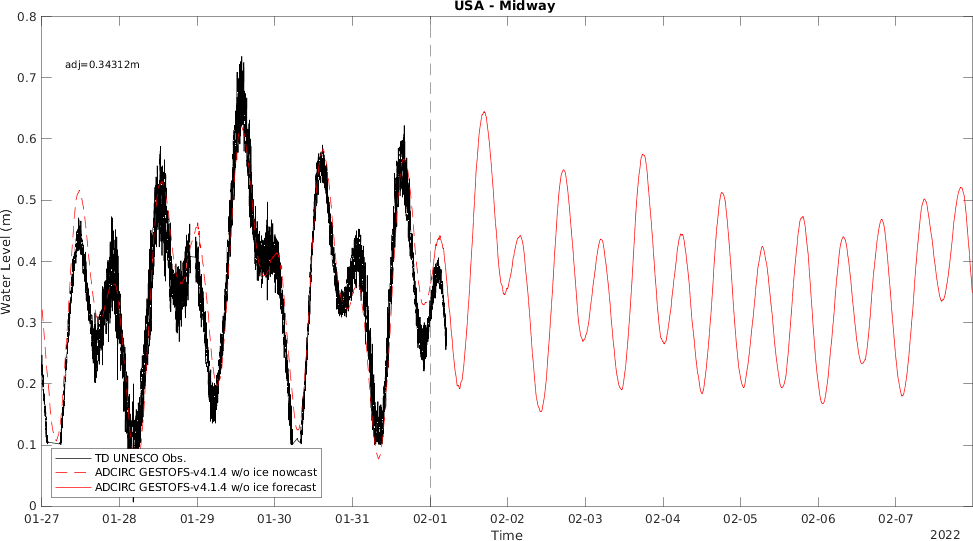 USA - Midway
0.8
0.7
0.6
0.5
0.4
0.3
0.2
0.1
0
Water Level (m)
adj=0.34312m
TD UNESCO Obs.
ADCIRC GESTOFS-v4.1.4 w/o ice nowcast
ADCIRC GESTOFS-v4.1.4 w/o ice forecast
01-27 01-28 01-29 01-30 01-31 02-01 02-02 02-03 02-04 02-05 02-06 02-07
Time
2022